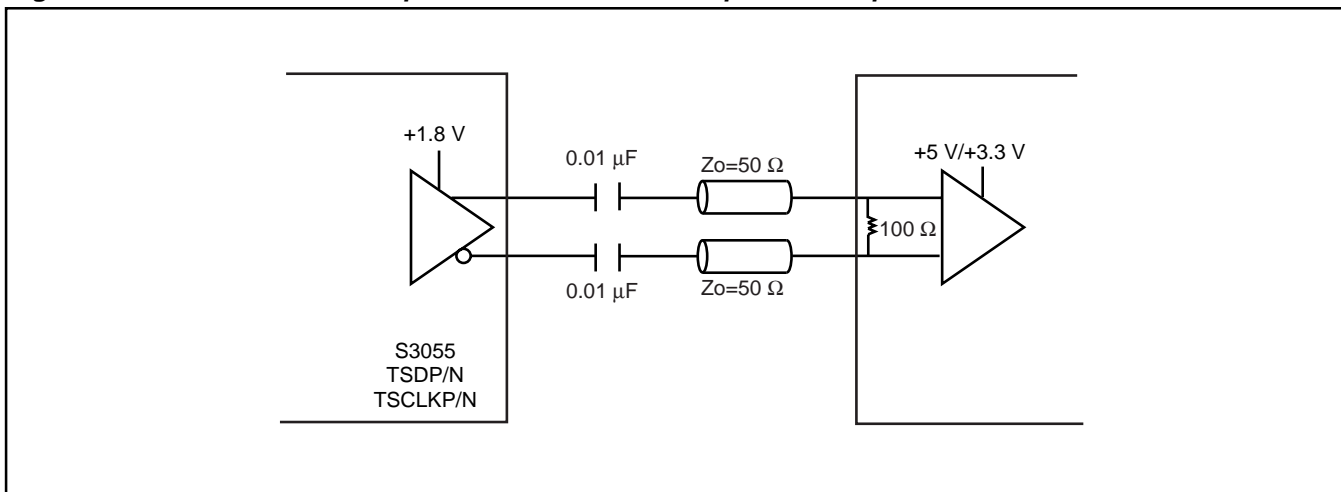 +1.8 V
0.01 μF
Zo=50 Ω
+5 V/+3.3 V
100 Ω
0.01 μF
Zo=50 Ω
S3055
TSDP/N
TSCLKP/N